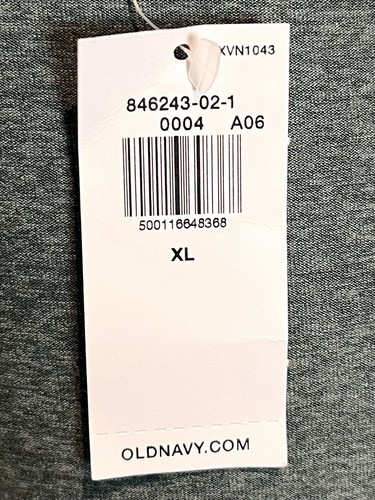 XVN1043
846243-02-1
0004 A06
500116648368
XL
OLDNAVY.COM